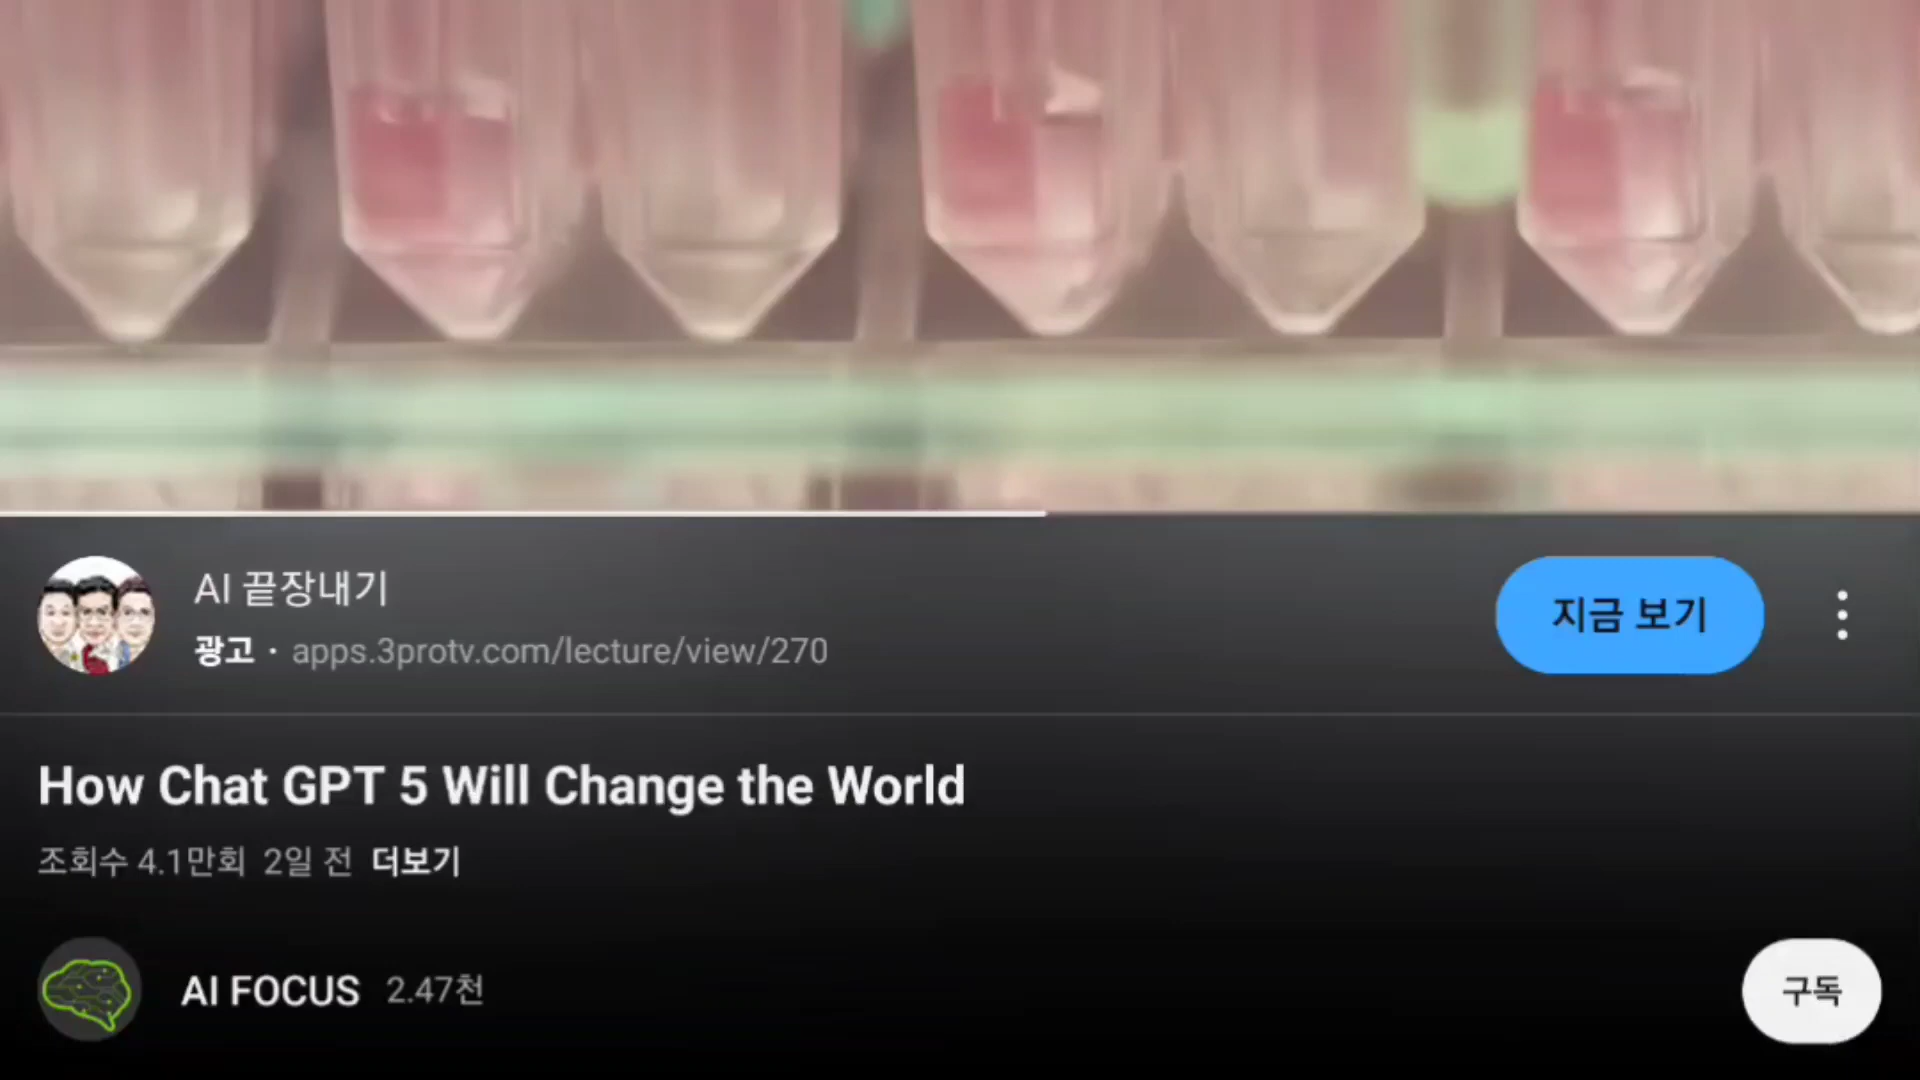 AI 끝장내기
광고 · apps.3protv.com/lecture/view/270
지금 보기
How Chat GPT 5 Will Change the World
조회수 4.1만회 2일 전 더보기
AI FOCUS 2.47천
구독